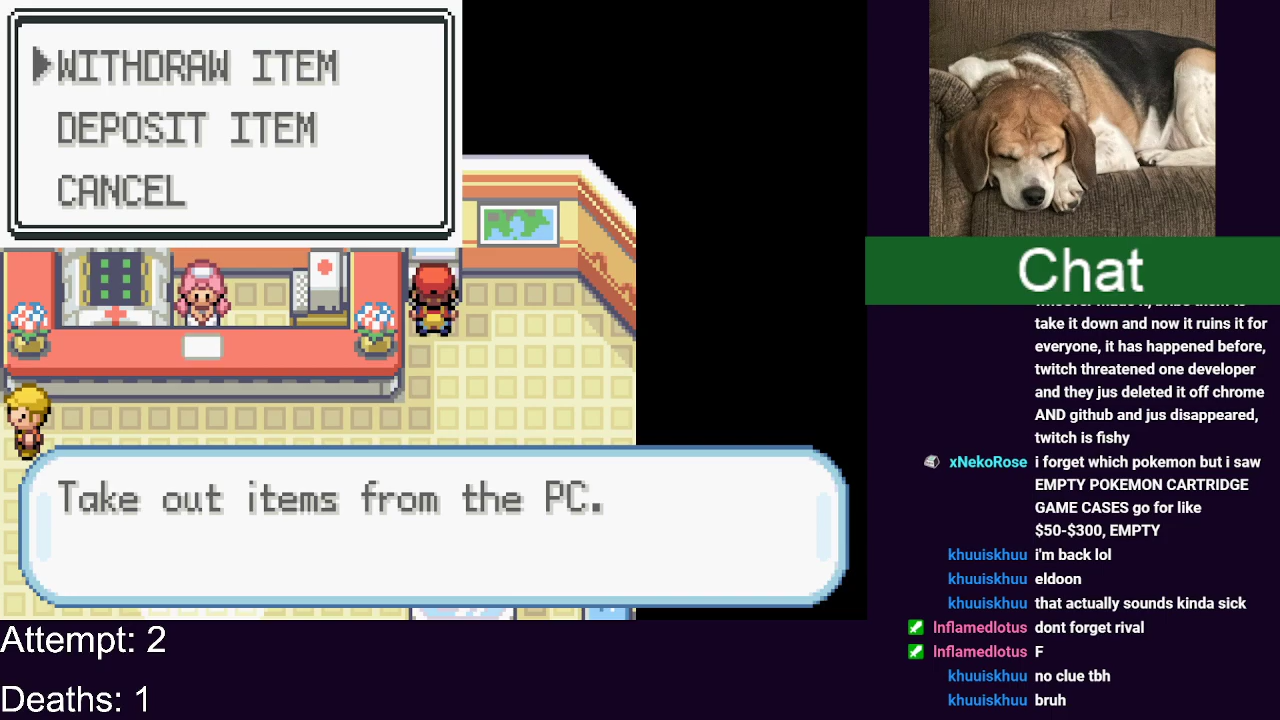 WITHDRAW ITEM
DEPOSIT ITEM
CANCEL
Take out items from the PC.
Attempt: 2
Deaths: 1
Chat
take it down and now it ruins it for
everyone, it has happened before,
twitch threatened one developer
and they jus deleted it off chrome
AND github and jus disappeared,
twitch is fishy
xNekoRose i forget which pokemon but i saw
EMPTY POKEMON CARTRIDGE
GAME CASES go for like
$50-$300, EMPTY
khuuiskhuu i'm back lol
khuuiskhuu eldoon
khuuiskhuu that actually sounds kinda sick
Inflamedlotus dont forget rival
Inflamedlotus F
khuuiskhuu no clue tbh
khuuiskhuu bruh